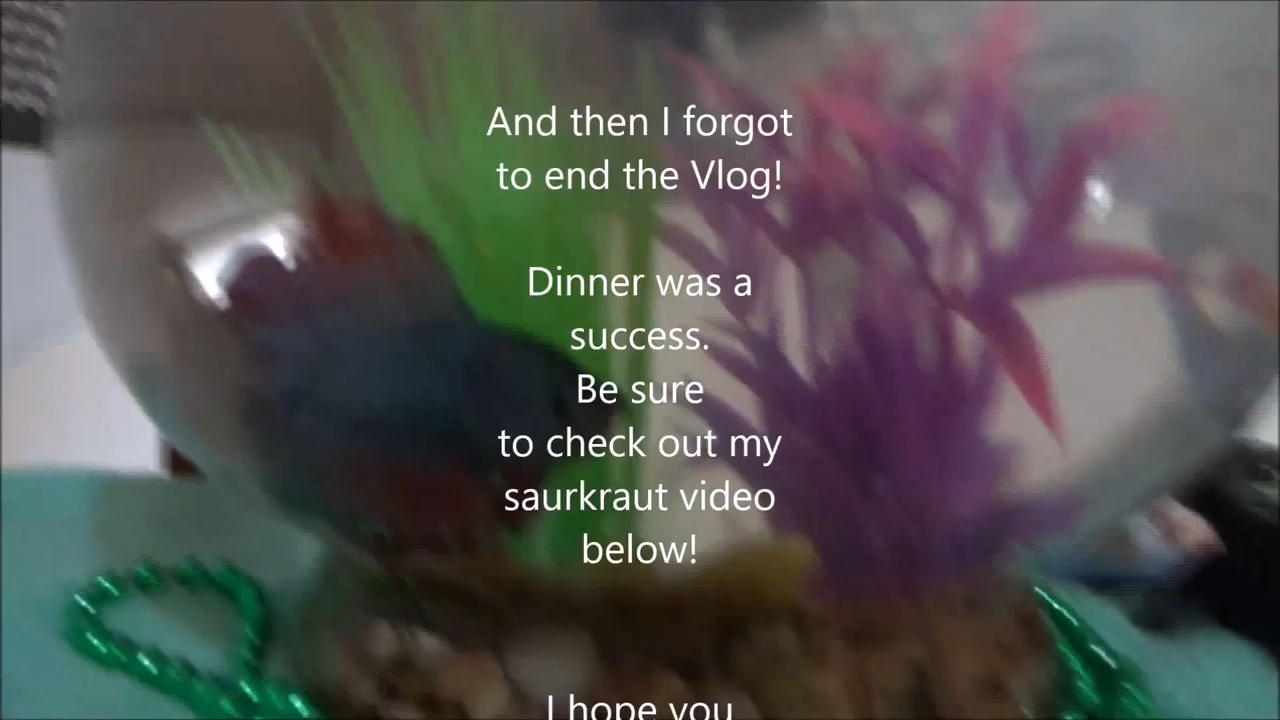 And then I forgot
to end the Vlog!
Dinner was a
success.
Be sure
to check out my
saurkraut video
below!
I hope you